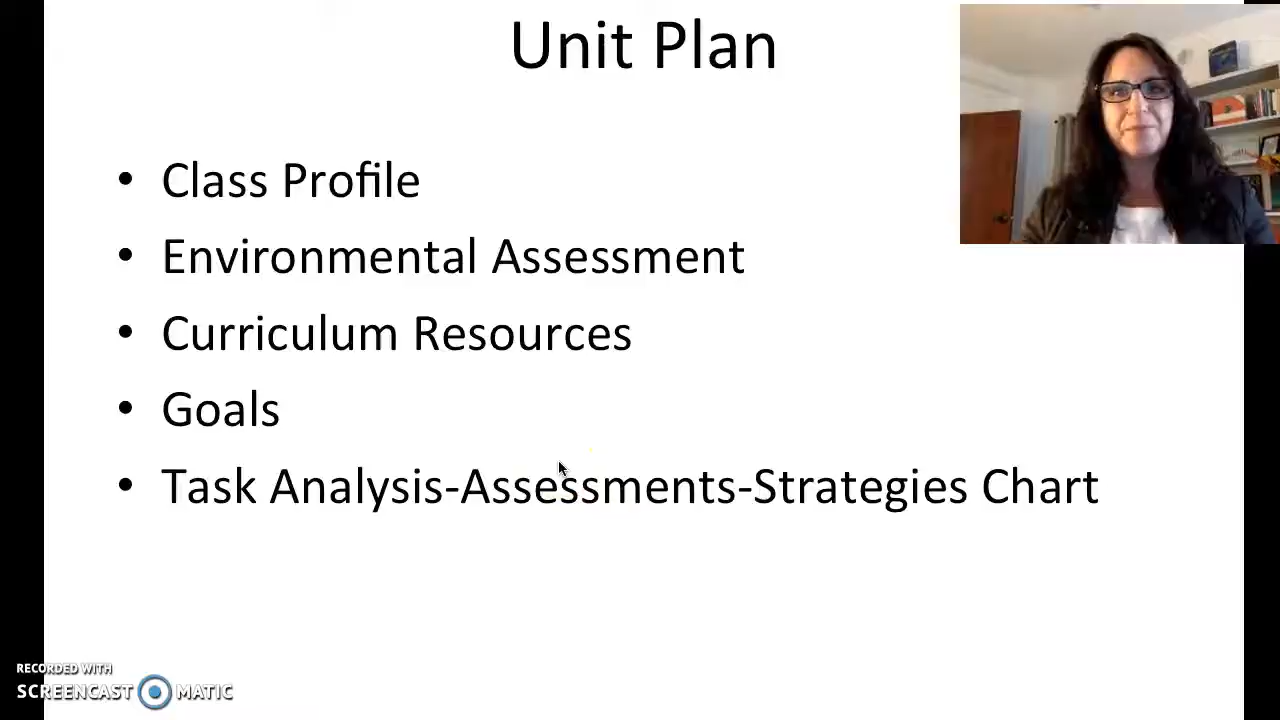 Unit Plan
• Class Profile
• Environmental Assessment
• Curriculum Resources
• Goals
• Task Analysis-Assessments-Strategies Chart
RECORDED WITH
SCREENCAST MATIC